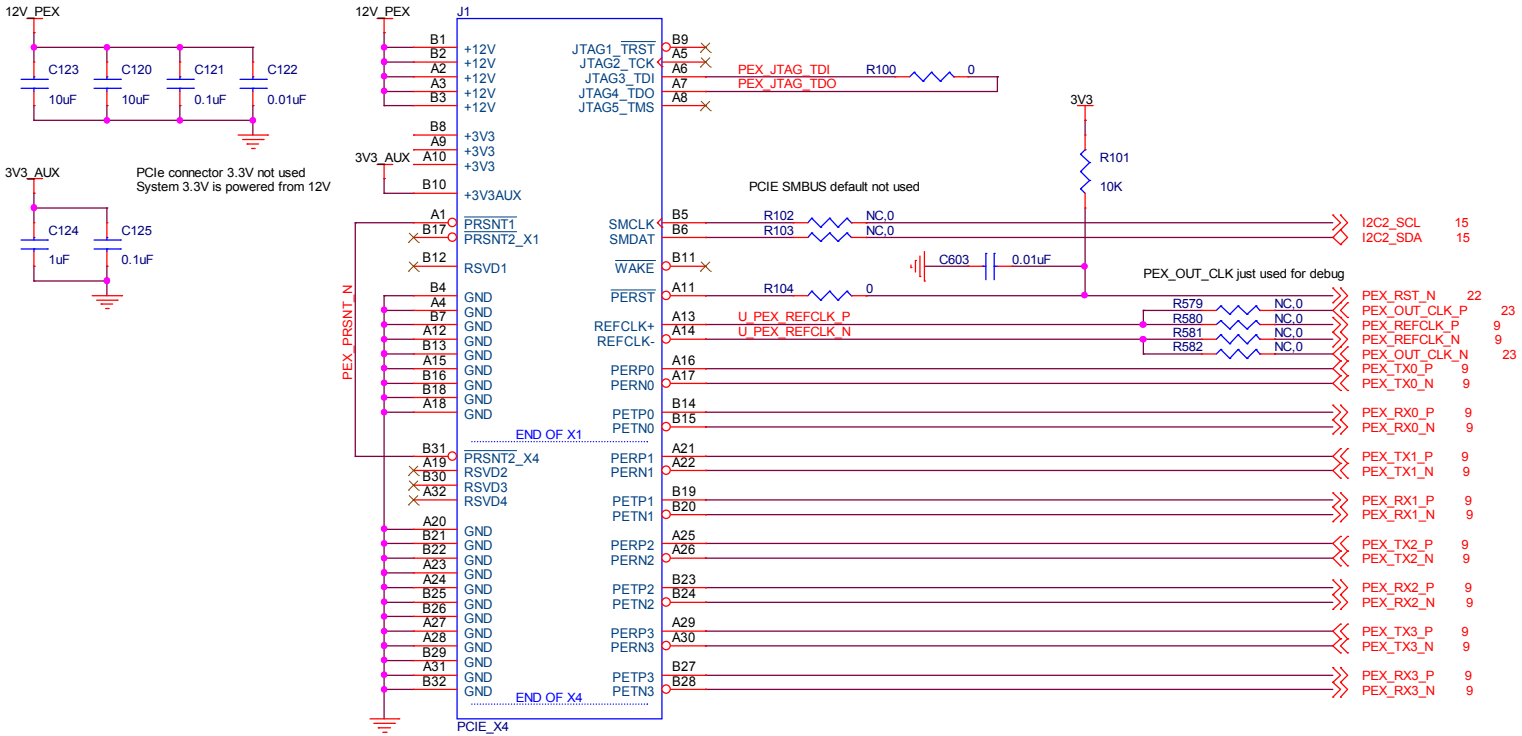 12V_PEX
C123
10uF
C120
10uF
C121
0.1uF
C122
0.01uF
3V3_AUX
PCIe connector 3.3V not used
System 3.3V is powered from 12V
C124
1uF
C125
0.1uF
12V_PEX
J1
B1 +12V
B2 +12V
A2 +12V
A3 +12V
B3 +12V
B8 +3V3
A9 +3V3
A10 +3V3
3V3_AUX
B10 +3V3AUX
A1 PRSNT1
B17 PRSNT2_X1
B12 RSVD1
PEX_PRSNT_N
B4 GND
A4 GND
B7 GND
A12 GND
B13 GND
A15 GND
B16 GND
B18 GND
A18 GND
END OF X1
B31 PRSNT2_X4
A19 RSVD2
B30 RSVD3
A32 RSVD4
A20 GND
B21 GND
B22 GND
A23 GND
A24 GND
B25 GND
B26 GND
A27 GND
A28 GND
B29 GND
A31 GND
B32 GND
END OF X4
PCIE_X4
JTAG1_TRST B9
JTAG2_TCK A5
JTAG3_TDI A6 PEX_JTAG_TDI R100 0
JTAG4_TDO A7 PEX_JTAG_TDO
JTAG5_TMS A8
3V3
R101
10K
PCIE SMBUS default not used
SMCLK B5 R102 NC,0 I2C2_SCL 15
SMDAT B6 R103 NC,0 I2C2_SDA 15
WAKE B11
C603 0.01uF
PEX_OUT_CLK just used for debug
PERST A11 R104 0 PEX_RST_N 22
R579 NC,0 PEX_OUT_CLK_P 23
REFCLK+ A13 U_PEX_REFCLK_P R580 NC,0 PEX_REFCLK_P 9
REFCLK- A14 U_PEX_REFCLK_N R581 NC,0 PEX_REFCLK_N 9
R582 NC,0 PEX_OUT_CLK_N 23
PERP0 A16 PEX_TX0_P 9
PERN0 A17 PEX_TX0_N 9
PETP0 B14 PEX_RX0_P 9
PETN0 B15 PEX_RX0_N 9
PERP1 A21 PEX_TX1_P 9
PERN1 A22 PEX_TX1_N 9
PETP1 B19 PEX_RX1_P 9
PETN1 B20 PEX_RX1_N 9
PERP2 A25 PEX_TX2_P 9
PERN2 A26 PEX_TX2_N 9
PETP2 B23 PEX_RX2_P 9
PETN2 B24 PEX_RX2_N 9
PERP3 A29 PEX_TX3_P 9
PERN3 A30 PEX_TX3_N 9
PETP3 B27 PEX_RX3_P 9
PETN3 B28 PEX_RX3_N 9